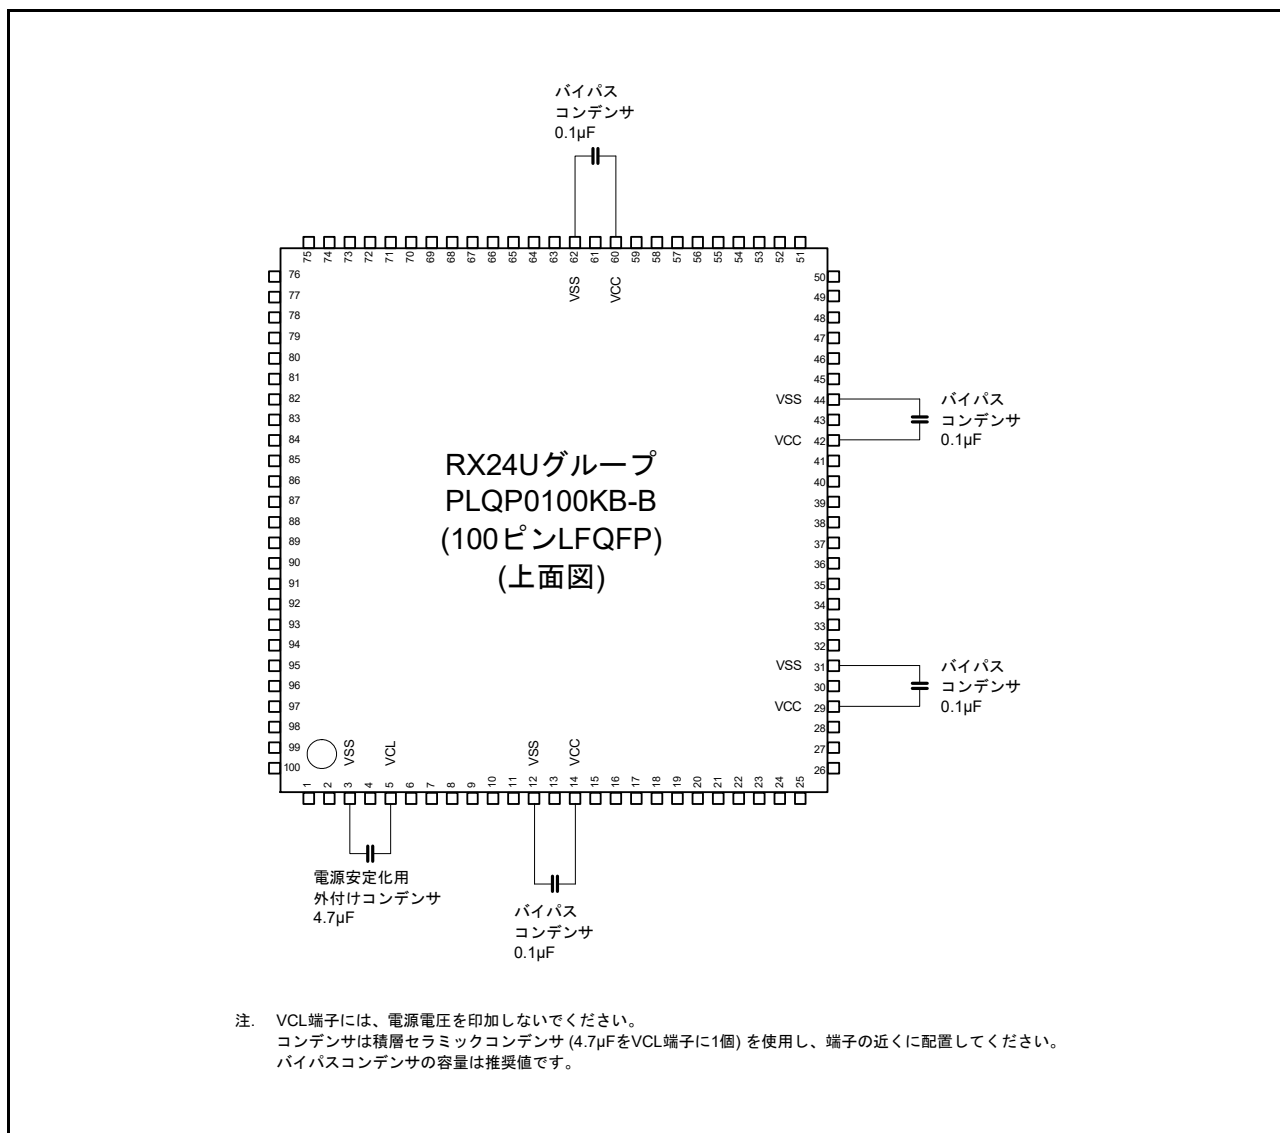 バイパス
コンデンサ
0.1µF
75 74 73 72 71 70 69 68 67 66 65 64 63 62 61 60 59 58 57 56 55 54 53 52 51
VSS
VCC
76
77
78
79
80
81
82
83
84
85
86
87
88
89
90
91
92
93
94
95
96
97
98
99
100
50
49
48
47
46
45
VSS 44
43
VCC 42
41
40
39
38
37
36
35
34
33
32
VSS 31
30
VCC 29
28
27
26
バイパス
コンデンサ
0.1µF
バイパス
コンデンサ
0.1µF
RX24Uグループ
PLQP0100KB-B
(100ピンLFQFP)
(上面図)
VSS
VCL
VSS
VCC
1 2 3 4 5 6 7 8 9 10 11 12 13 14 15 16 17 18 19 20 21 22 23 24 25
電源安定化用
外付けコンデンサ
4.7µF
バイパス
コンデンサ
0.1µF
注. VCL端子には、電源電圧を印加しないでください。
コンデンサは積層セラミックコンデンサ (4.7µFをVCL端子に1個) を使用し、端子の近くに配置してください。
バイパスコンデンサの容量は推奨値です。